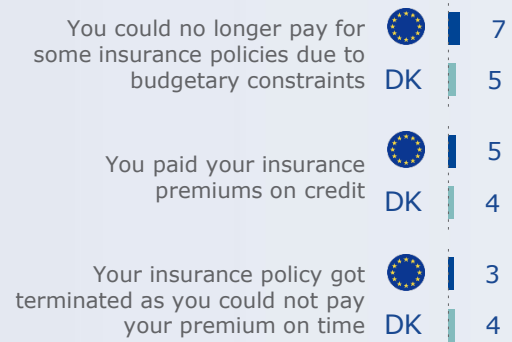 You could no longer pay for
some insurance policies due to
budgetary constraints
7
DK 5
You paid your insurance
premiums on credit
5
DK 4
Your insurance policy got
terminated as you could not pay
your premium on time
3
DK 4